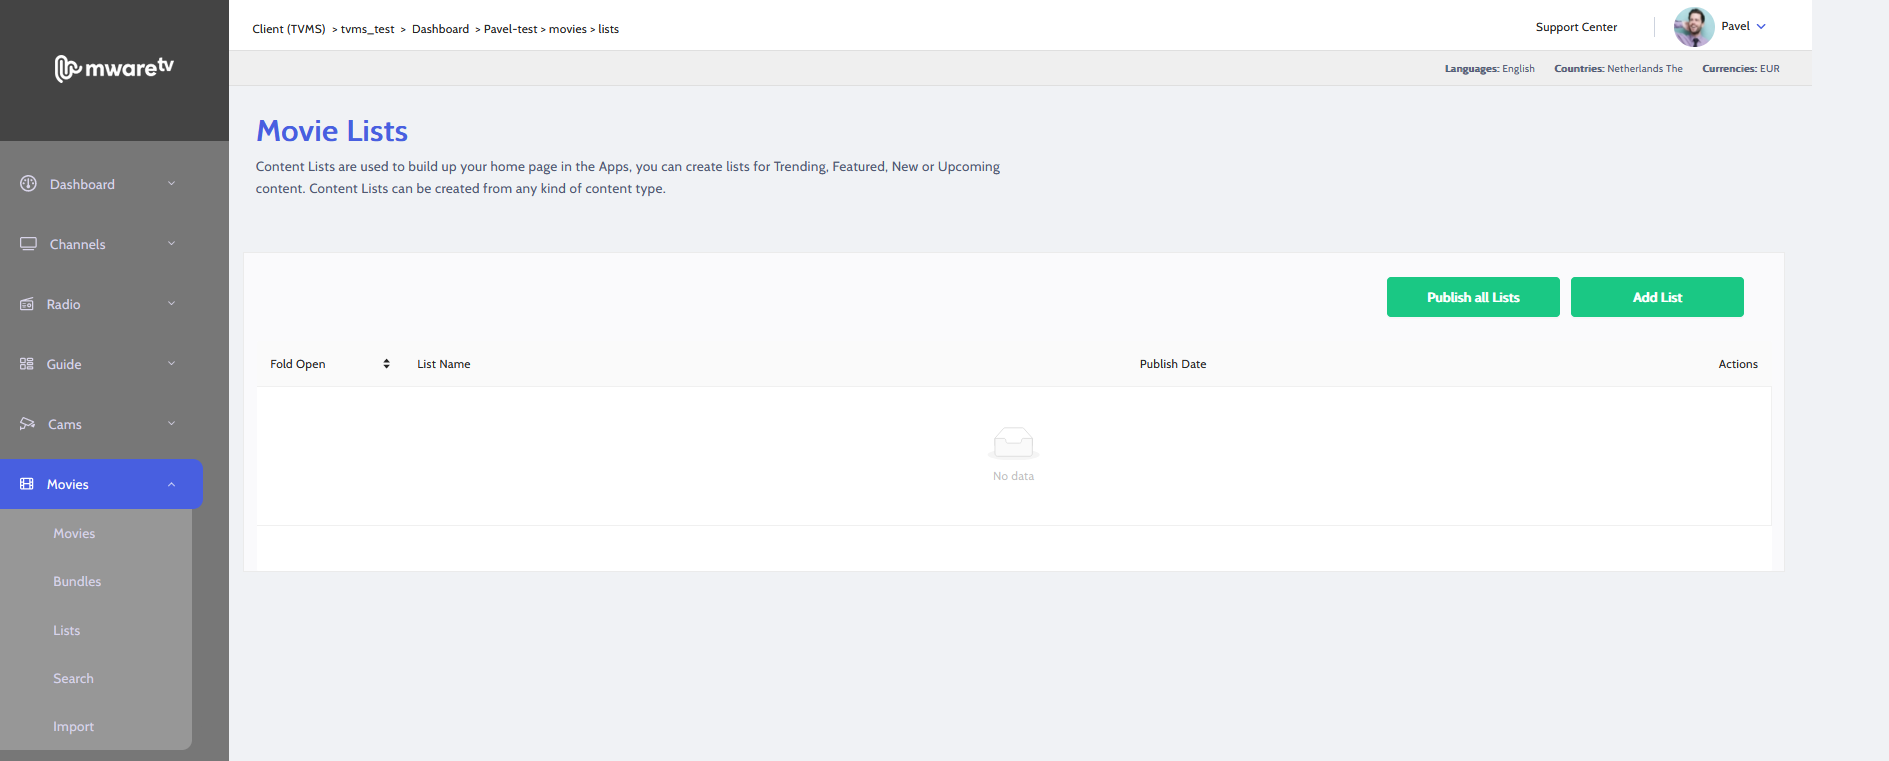 mwaretv
Client (TVMS) > tvms_test > Dashboard > Pavel-test > movies > lists
Support Center
Pavel
Languages: English Countries: Netherlands The Currencies: EUR
Dashboard
Channels
Radio
Guide
Cams
Movies
Movies
Bundles
Lists
Search
Import
Movie Lists
Content Lists are used to build up your home page in the Apps, you can create lists for Trending, Featured, New or Upcoming
content. Content Lists can be created from any kind of content type.
Publish all Lists
Add List
Fold Open List Name Publish Date Actions
No data